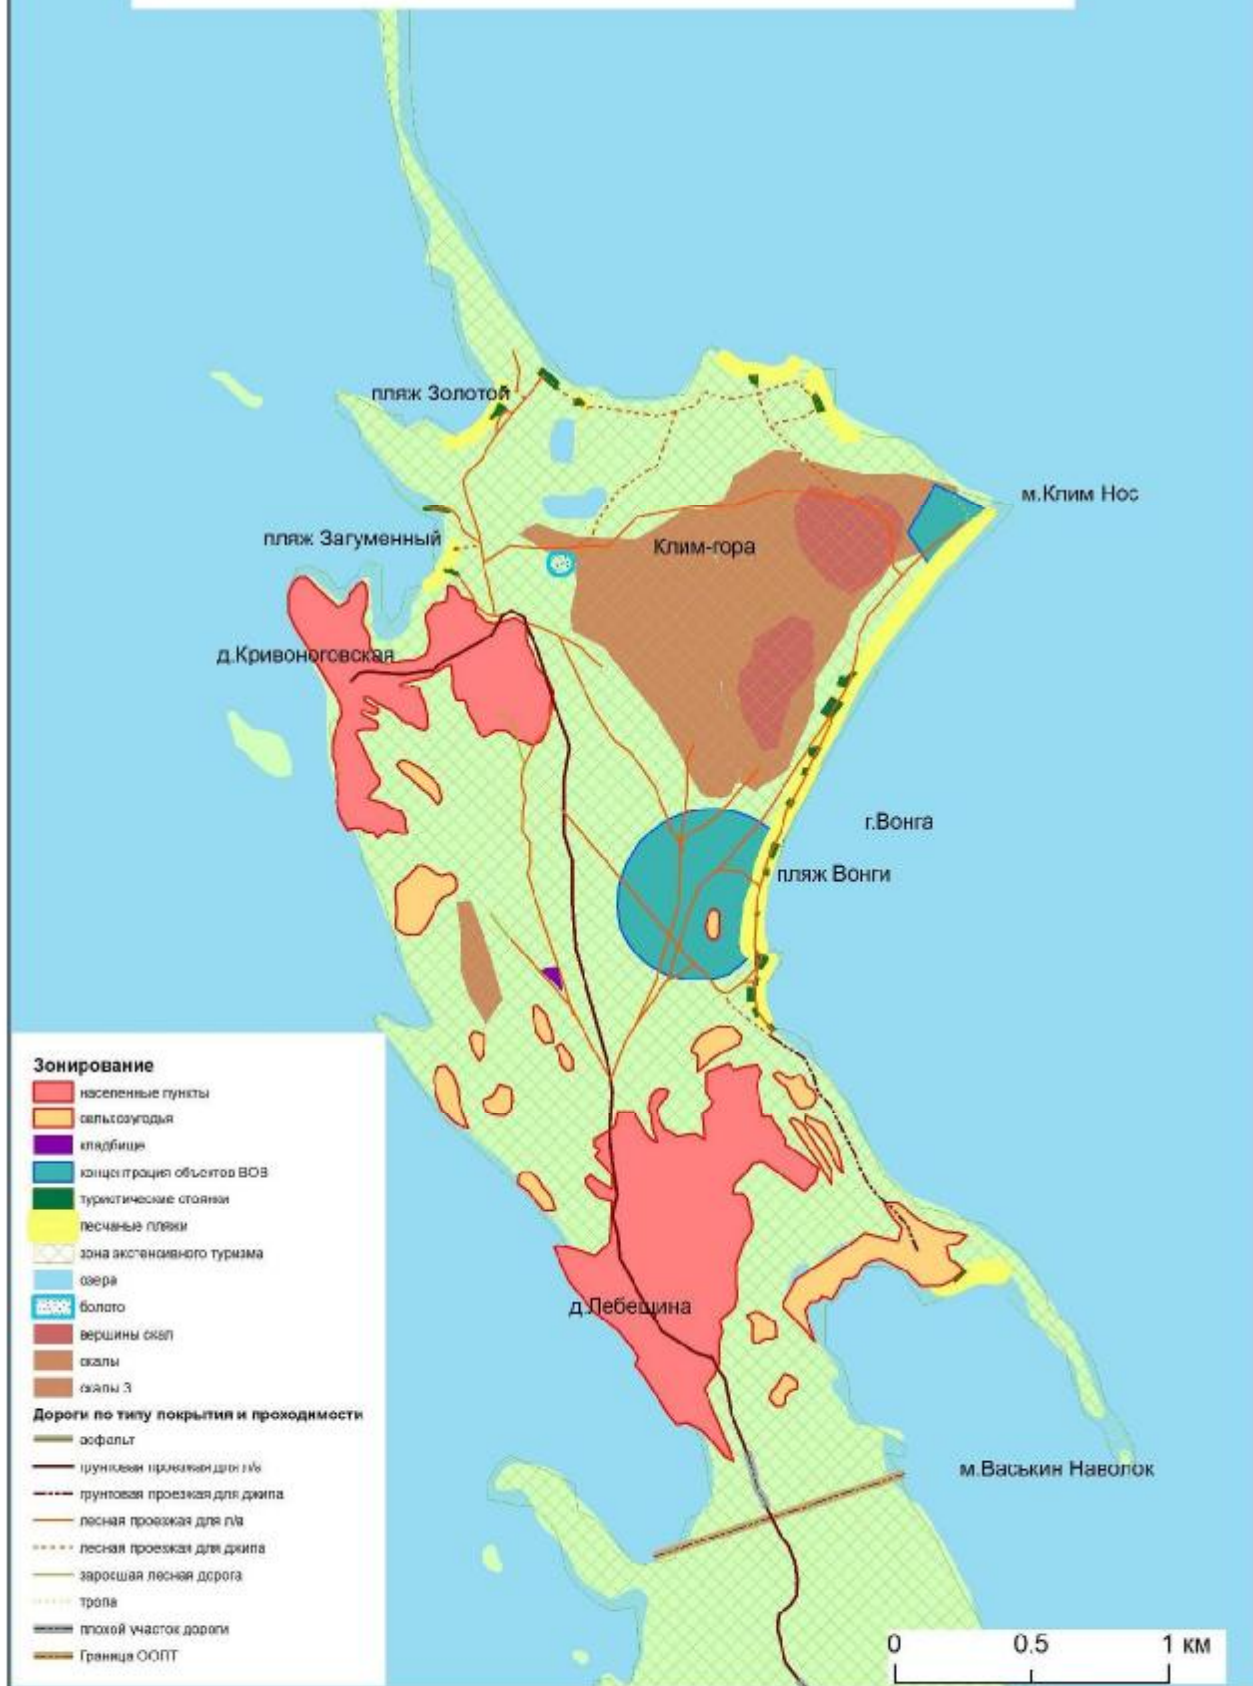 пляж Золотой
м.Клим Нос
пляж Загуменный
Клим-гора
д.Кривоноговская
г.Вонга
пляж Вонги
д.Лебещина
м.Васькин Наволок
Зонирование
населенные пункты
сельхозугодья
кладбище
концентрация объектов ВОВ
туристические стоянки
песчаные пляжи
зона экстенсивного туризма
озера
болото
вершины скал
скалы
скалы 3
Дороги по типу покрытия и проходимости
асфальт
грунтовая проезжая для л/а
грунтовая проезжая для джипа
лесная проезжая для л/а
лесная проезжая для джипа
заросшая лесная дорога
тропа
плохой участок дороги
Граница ООПТ
0 0.5 1 км